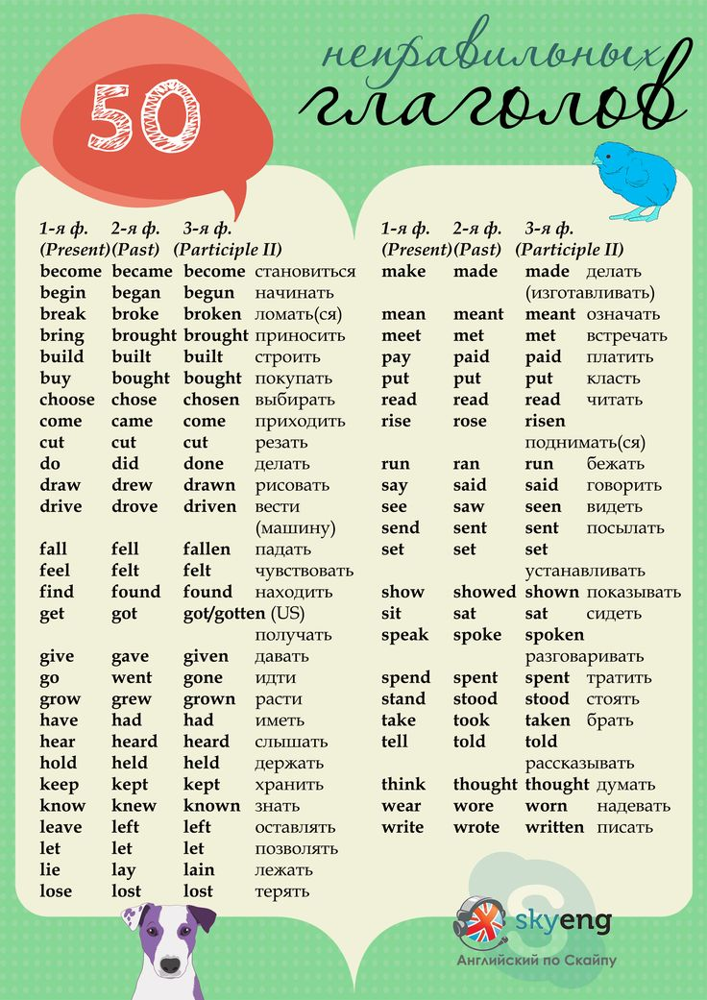 50
неправильных
глаголов
1-я ф. 2-я ф. 3-я ф.
(Present) (Past) (Participle II)
become became become становиться
begin began begun начинать
break broke broken ломать(ся)
bring brought brought приносить
build built built строить
buy bought bought покупать
choose chose chosen выбирать
come came come приходить
cut cut cut резать
do did done делать
draw drew drawn рисовать
drive drove driven вести
(машину)
fall fell fallen падать
feel felt felt чувствовать
find found found находить
get got got/gotten (US)
получать
give gave given давать
go went gone идти
grow grew grown расти
have had had иметь
hear heard heard слышать
hold held held держать
keep kept kept хранить
know knew known знать
leave left left оставлять
let let let позволять
lie lay lain лежать
lose lost lost терять
1-я ф. 2-я ф. 3-я ф.
(Present) (Past) (Participle II)
make made made делать
(изготавливать)
mean meant meant означать
meet met met встречать
pay paid paid платить
put put put класть
read read read читать
rise rose risen
поднимать(ся)
run ran run бежать
say said said говорить
see saw seen видеть
send sent sent посылать
set set set
устанавливать
show showed shown показывать
sit sat sat сидеть
speak spoke spoken
разговаривать
spend spent spent тратить
stand stood stood стоять
take took taken брать
tell told told
рассказывать
think thought thought думать
wear wore worn надевать
write wrote written писать
skyeng
Английский по Скайпу